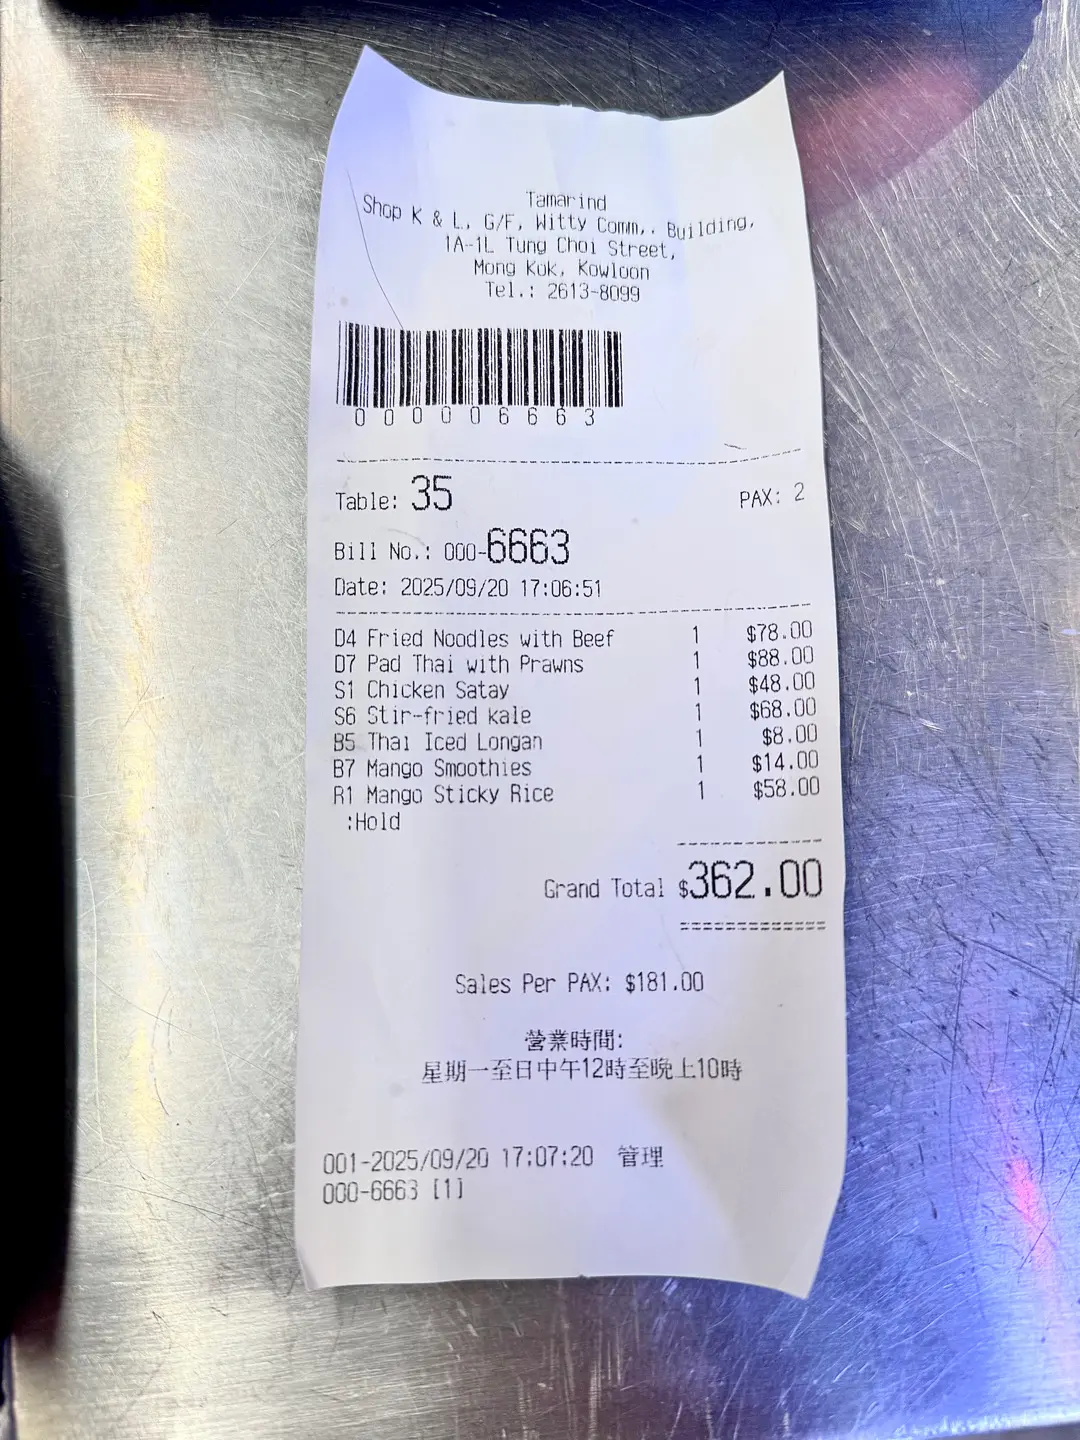 Tamarind
Shop K & L, G/F, Witty Comm,. Building,
1A-1L Tung Choi Street,
Mong Kok, Kowloon
Tel.: 2613-8099
000006663
Table: 35 PAX: 2
Bill No.: 000-6663
Date: 2025/09/20 17:06:51
D4 Fried Noodles with Beef 1 $78.00
D7 Pad Thai with Prawns 1 $88.00
S1 Chicken Satay 1 $48.00
S6 Stir-fried kale 1 $68.00
B5 Thai Iced Longan 1 $8.00
B7 Mango Smoothies 1 $14.00
R1 Mango Sticky Rice 1 $58.00
:Hold
Grand Total $362.00
Sales Per PAX: $181.00
營業時間:
星期一至日中午12時至晚上10時
001-2025/09/20 17:07:20 管理
000-6663 [1]